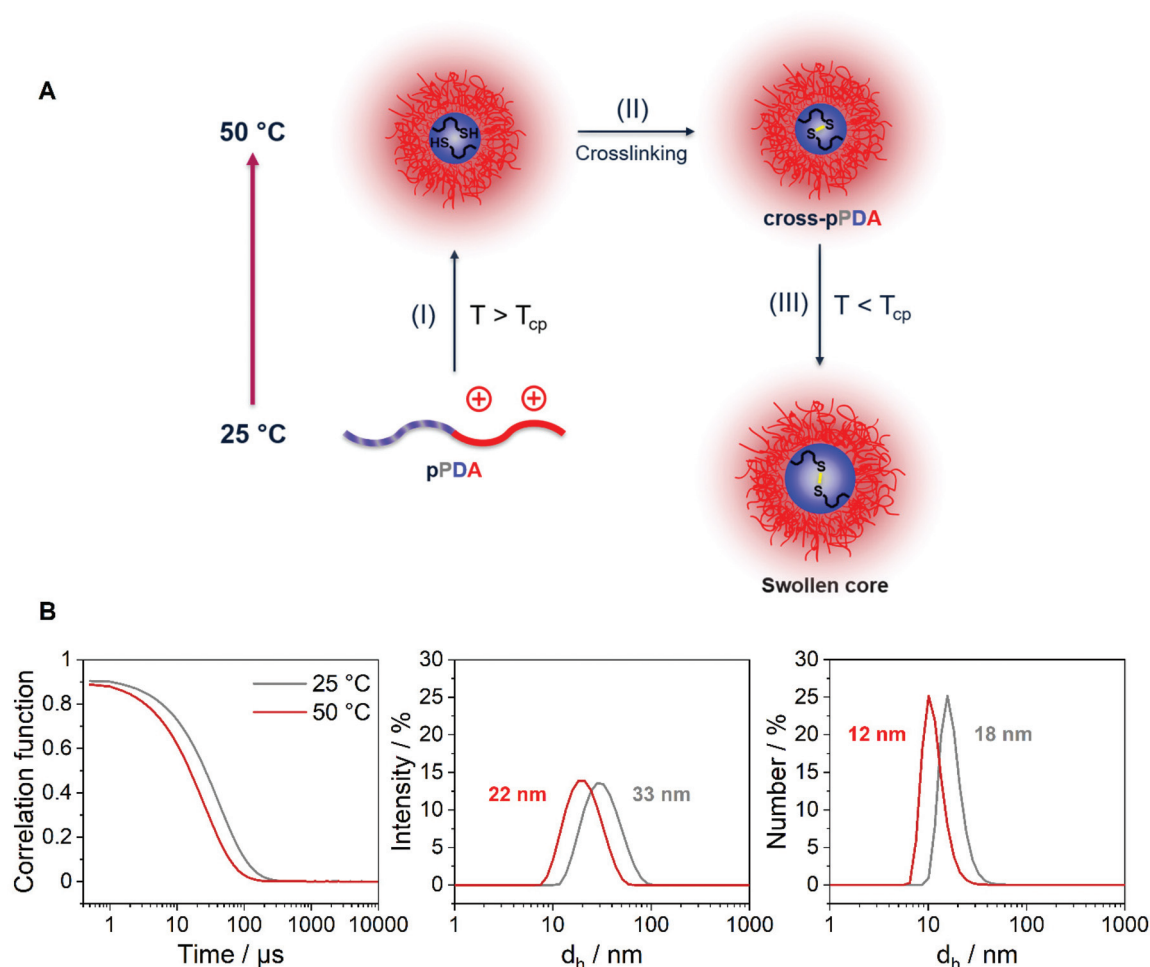 A
50 °C
25 °C
SH
HS
(II)
Crosslinking
S
S
cross-pPDA
(I)
T > Tcp
(III)
T < Tcp
+
+
pPDA
S
S
Swollen core
B
Correlation function
1
0.8
0.6
0.4
0.2
0
25 °C
50 °C
1
10
100
1000
10000
Time / µs
Intensity / %
30
25
20
15
10
5
0
22 nm
33 nm
1
10
100
1000
dh / nm
Number / %
30
25
20
15
10
5
0
12 nm
18 nm
1
10
100
1000
dh / nm